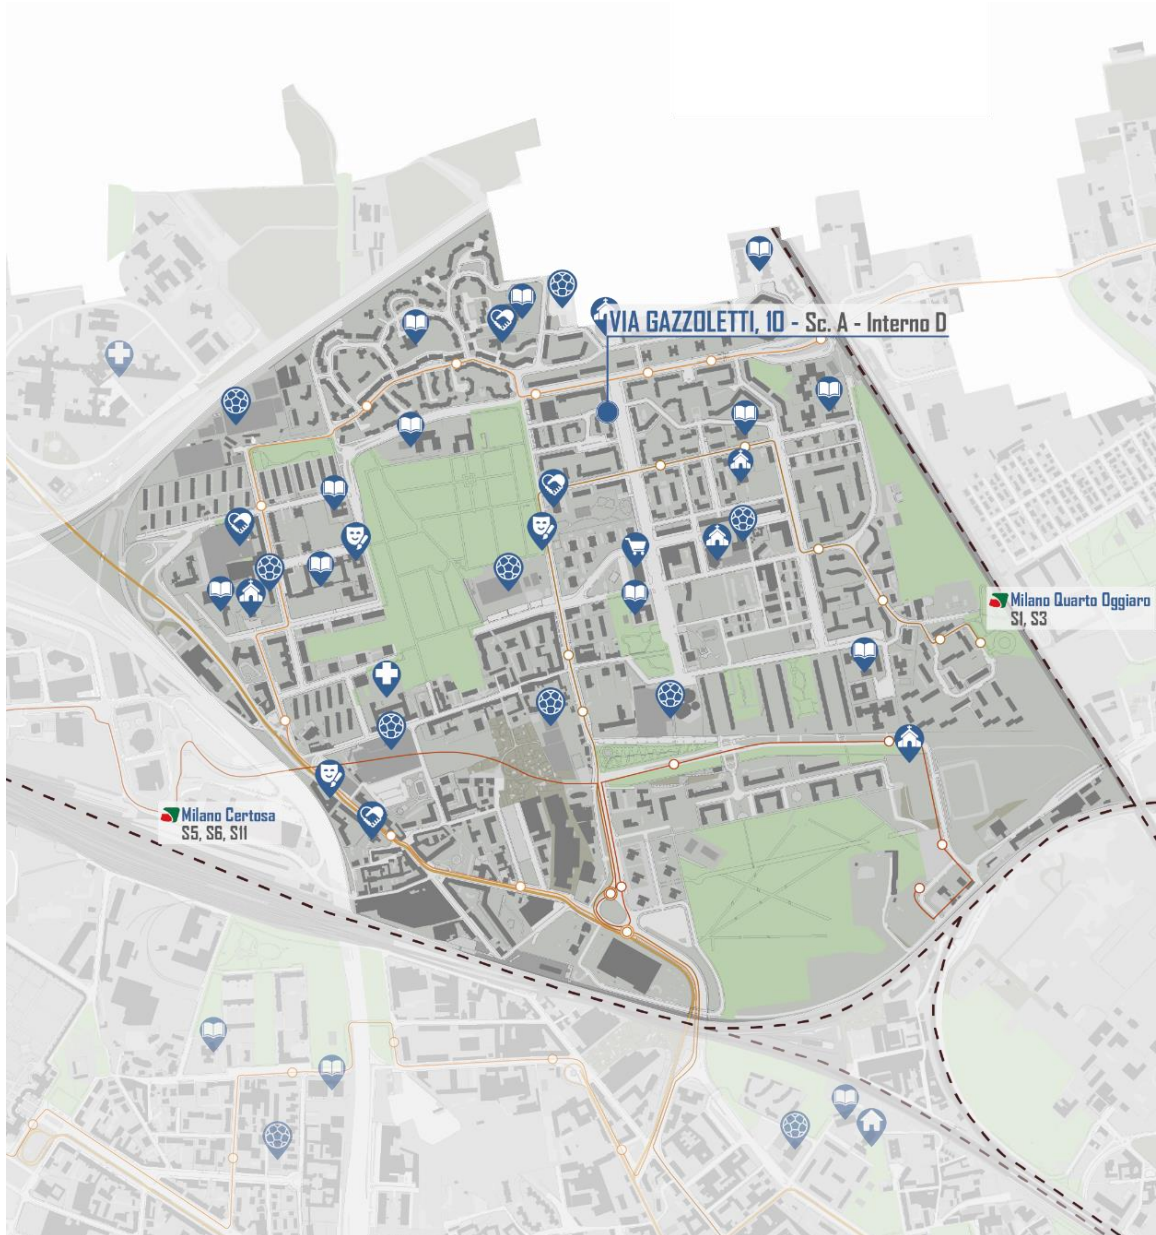 VIA GAZZOLETTI, 10 - Sc. A - Interno D
Milano Quarto Oggiaro
S1, S3
Milano Certosa
S5, S6, S11